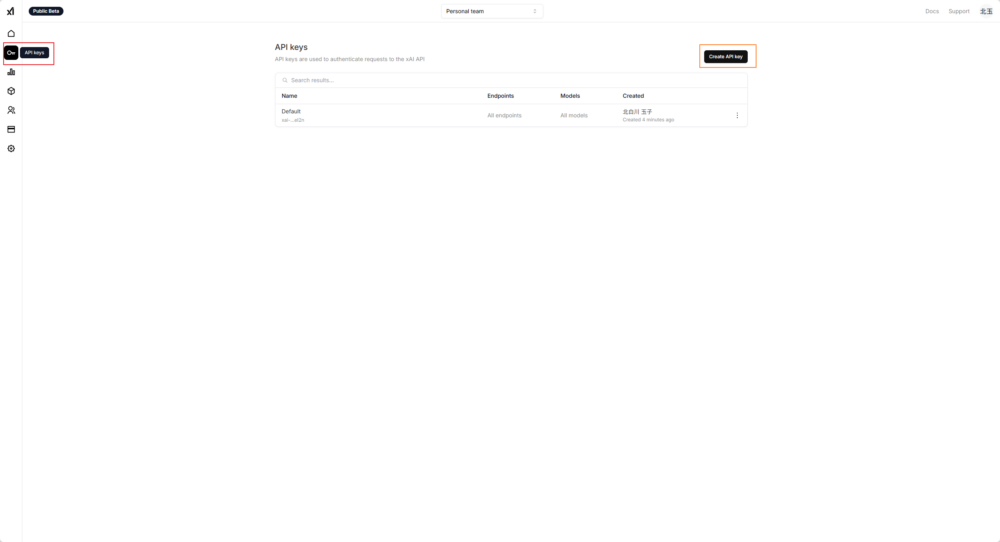 xI
Public Beta
Personal team
Docs
Support
北玉
API keys
API keys
API keys are used to authenticate requests to the xAI API
Create API key
Search results...
Name
Endpoints
Models
Created
Default
All endpoints
All models
北白川 玉子
Created 4 minutes ago